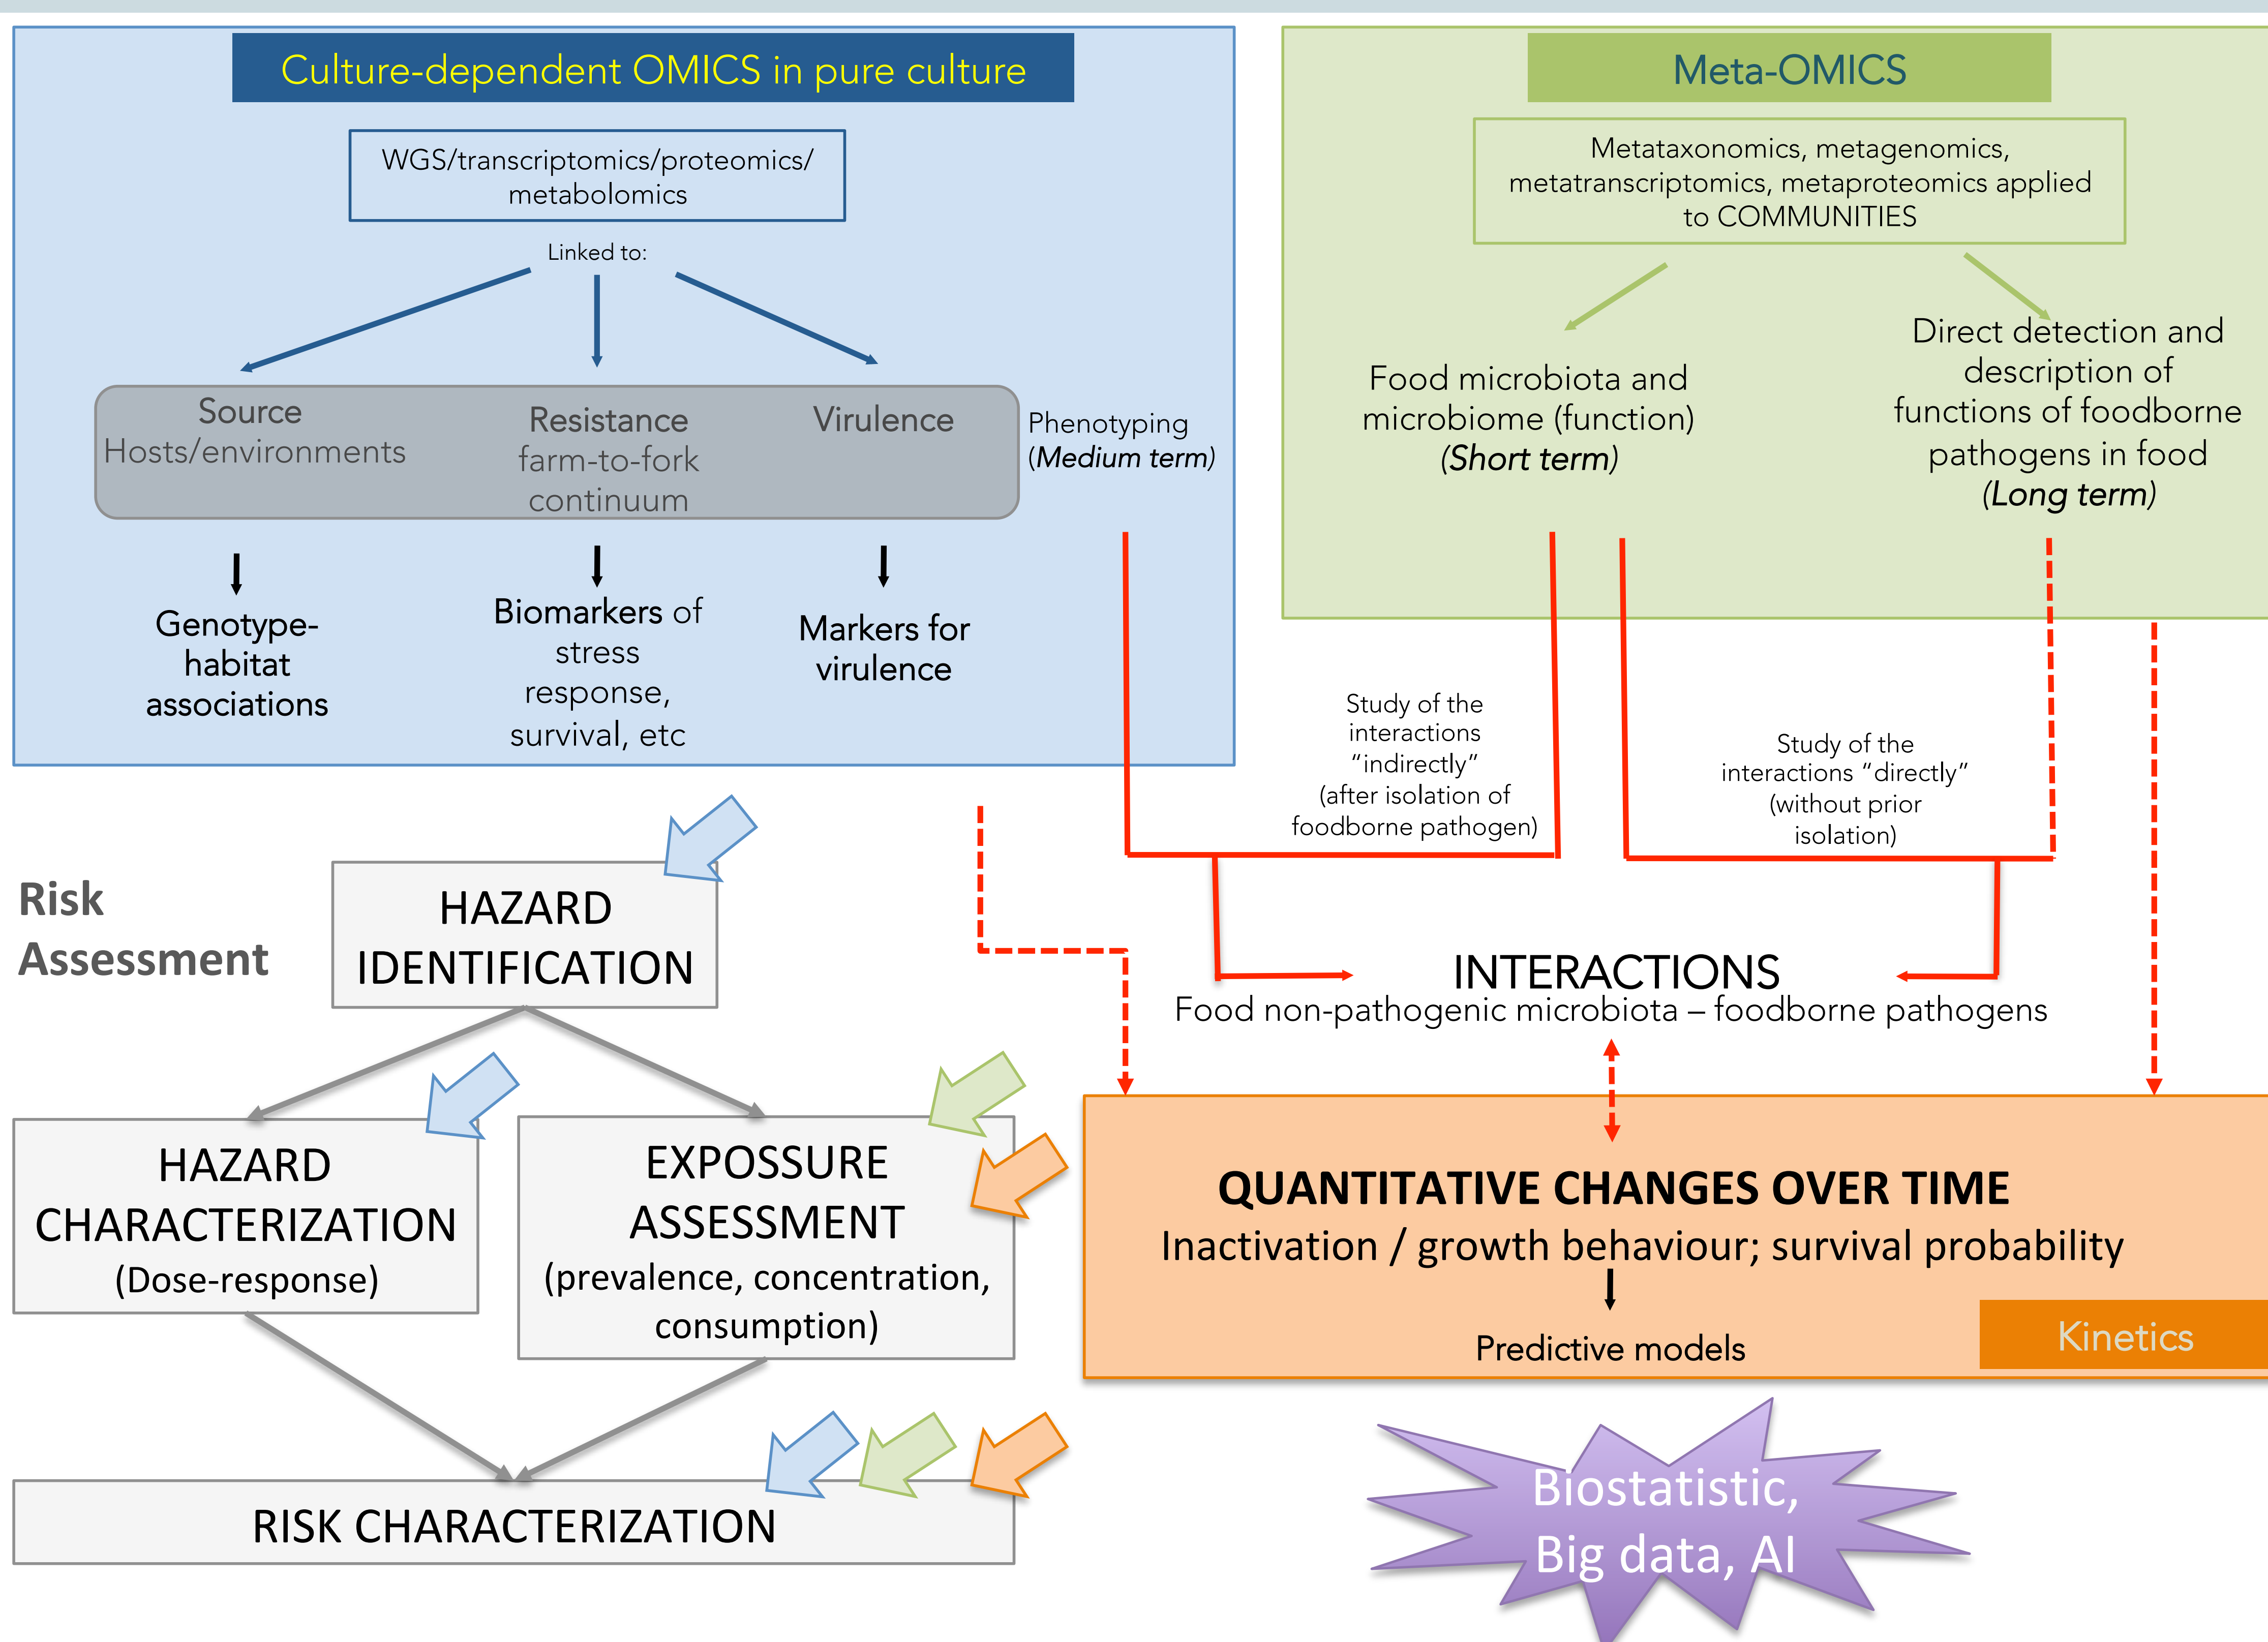 Culture-dependent OMICS in pure culture
WGS/transcriptomics/proteomics/
metabolomics
Linked to:
Source
Hosts/environments
Resistance
farm-to-fork
continuum
Virulence
Phenotyping
(Medium term)
Genotype-
habitat
associations
Biomarkers of
stress
response,
survival, etc
Markers for
virulence
Meta-OMICS
Metataxonomics, metagenomics,
metatranscriptomics, metaproteomics applied
to COMMUNITIES
Food microbiota and
microbiome (function)
(Short term)
Direct detection and
description of
functions of foodborne
pathogens in food
(Long term)
Study of the
interactions
"indirectly"
(after isolation of
foodborne pathogen)
Study of the
interactions "directly"
(without prior
isolation)
INTERACTIONS
Food non-pathogenic microbiota – foodborne pathogens
Risk
Assessment
HAZARD
IDENTIFICATION
HAZARD
CHARACTERIZATION
(Dose-response)
EXPOSSURE
ASSESSMENT
(prevalence, concentration,
consumption)
RISK CHARACTERIZATION
QUANTITATIVE CHANGES OVER TIME
Inactivation / growth behaviour; survival probability
Predictive models
Kinetics
Biostatistic,
Big data, AI